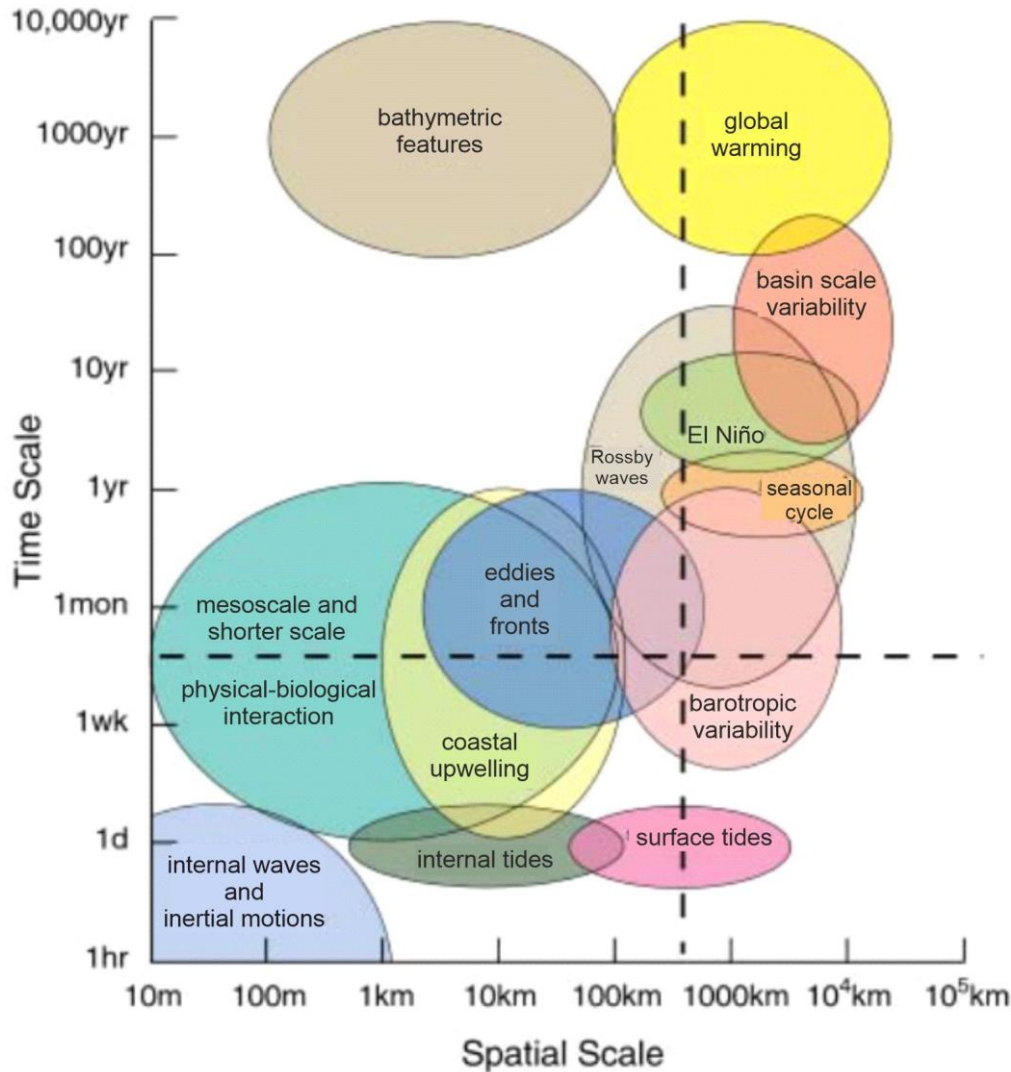 10,000yr
1000yr
100yr
10yr
1yr
1mon
1wk
1d
1hr
Time Scale
bathymetric
features
global
warming
basin scale
variability
El Niño
Rossby
waves
seasonal
cycle
eddies
and
fronts
mesoscale and
shorter scale
physical-biological
interaction
barotropic
variability
coastal
upwelling
surface tides
internal tides
internal waves
and
inertial motions
10m
100m
1km
10km
100km
1000km
10⁴km
10⁵km
Spatial Scale